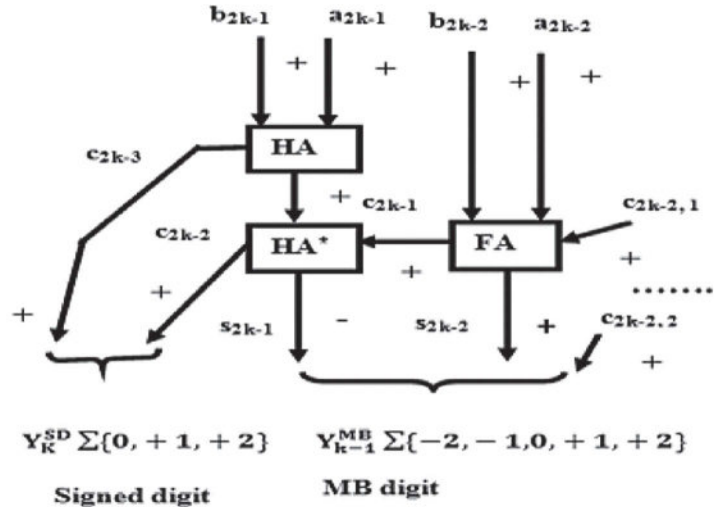 b2k-1 a2k-1 b2k-2 a2k-2
+ + + +
HA
c2k-3
+ c2k-1 c2k-2, 1
c2k-2 HA* FA
+ +
+ + ........
s2k-1 - s2k-2 + c2k-2, 2
+
Y_K^SD ∑{0, +1, +2} Y_k-1^MB ∑{-2, -1,0, +1, +2}
Signed digit MB digit